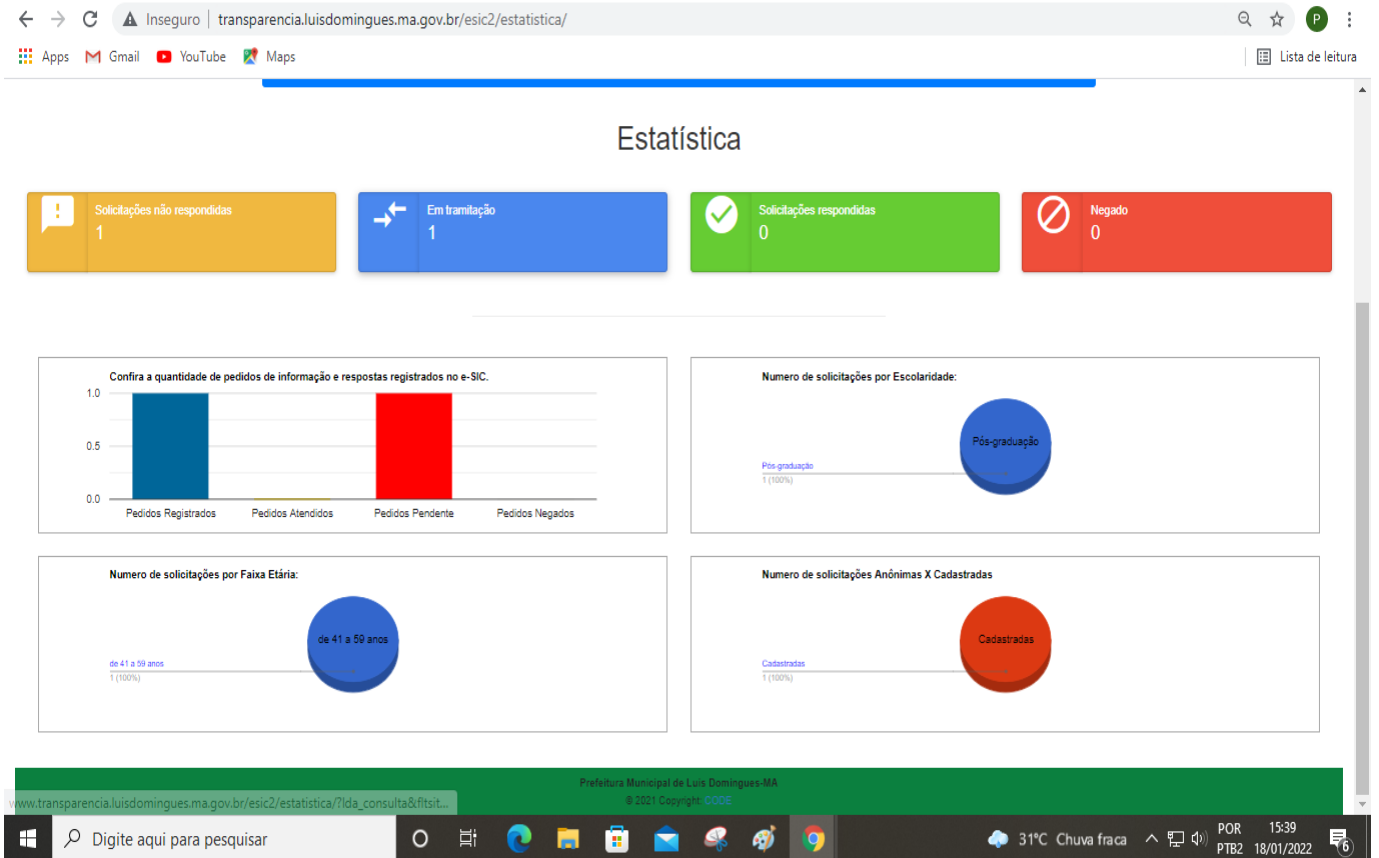 Inseguro | transparencia.luisdomingues.ma.gov.br/esic2/estatistica/
P
Apps Gmail YouTube Maps Lista de leitura
Estatística
Solicitações não respondidas
1
Em tramitação
1
Solicitações respondidas
0
Negado
0
Confira a quantidade de pedidos de informação e respostas registrados no e-SIC.
1.0
0.5
0.0
Pedidos Registrados Pedidos Atendidos Pedidos Pendente Pedidos Negados
Numero de solicitações por Escolaridade:
Pós-graduação
Pós-graduação
1 (100%)
Numero de solicitações por Faixa Etária:
de 41 a 59 anos
de 41 a 59 anos
1 (100%)
Numero de solicitações Anônimas X Cadastradas
Cadastradas
Cadastradas
1 (100%)
Prefeitura Municipal de Luis Domingues-MA
© 2021 Copyright: CODE
www.transparencia.luisdomingues.ma.gov.br/esic2/estatistica/?lda_consulta&fltsit...
Digite aqui para pesquisar
31°C Chuva fraca
POR
PTB2
15:39
18/01/2022
6